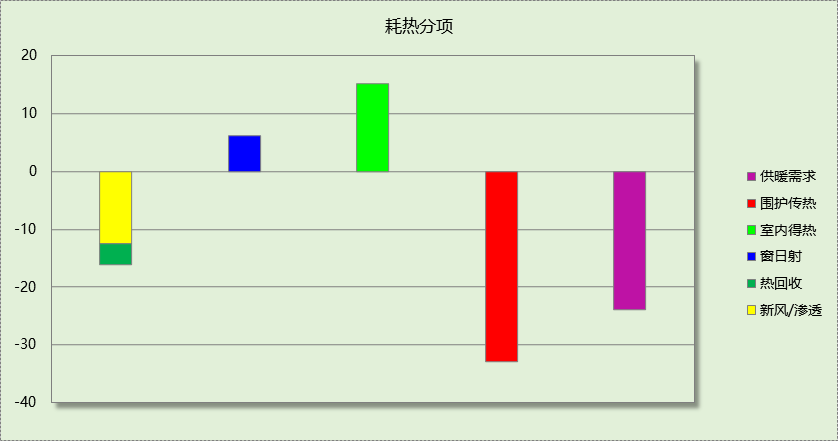 耗热分项
20
10
0
-10
-20
-30
-40
供暖需求
围护传热
室内得热
窗日射
热回收
新风/渗透